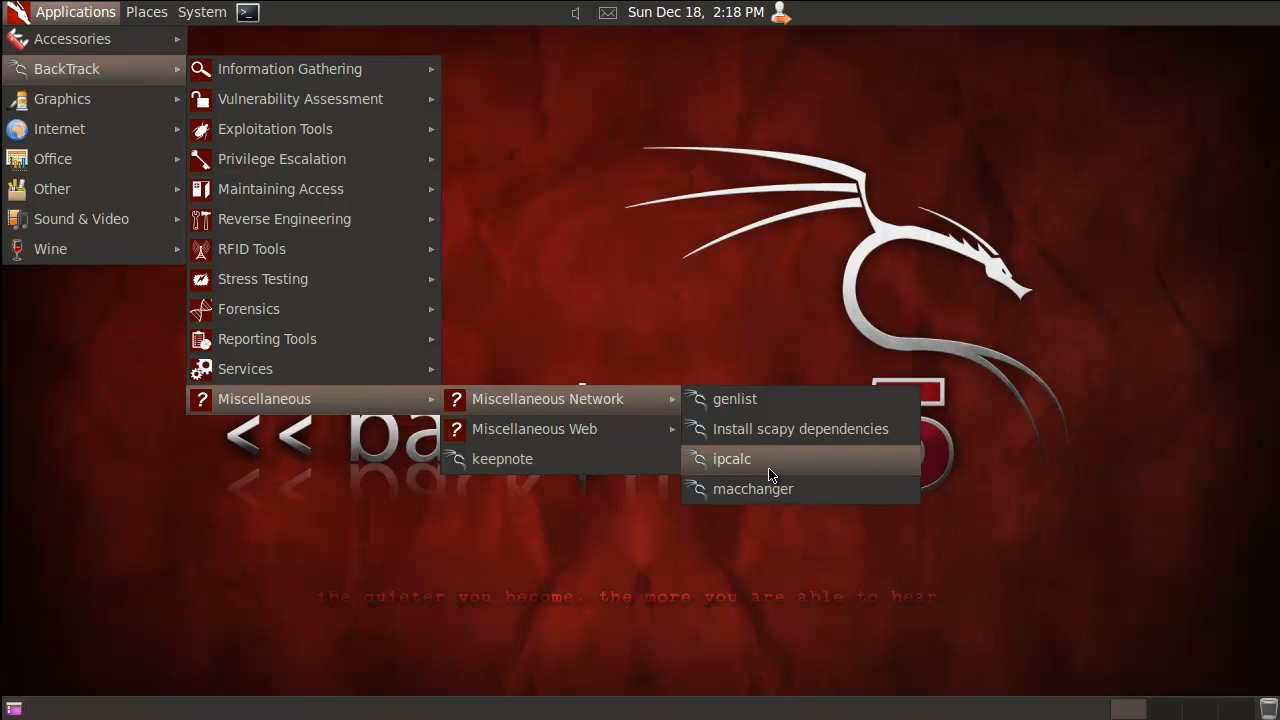 Applications Places System Sun Dec 18, 2:18 PM
Accessories
BackTrack
Graphics
Internet
Office
Other
Sound & Video
Wine
Information Gathering
Vulnerability Assessment
Exploitation Tools
Privilege Escalation
Maintaining Access
Reverse Engineering
RFID Tools
Stress Testing
Forensics
Reporting Tools
Services
Miscellaneous
Miscellaneous Network
Miscellaneous Web
keepnote
genlist
Install scapy dependencies
ipcalc
macchanger
<< ba
the quieter you become, the more you are able to hear